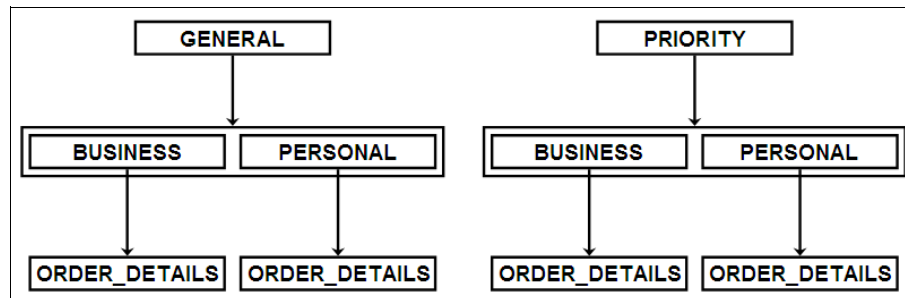 GENERAL PRIORITY
BUSINESS PERSONAL BUSINESS PERSONAL
ORDER_DETAILS ORDER_DETAILS ORDER_DETAILS ORDER_DETAILS